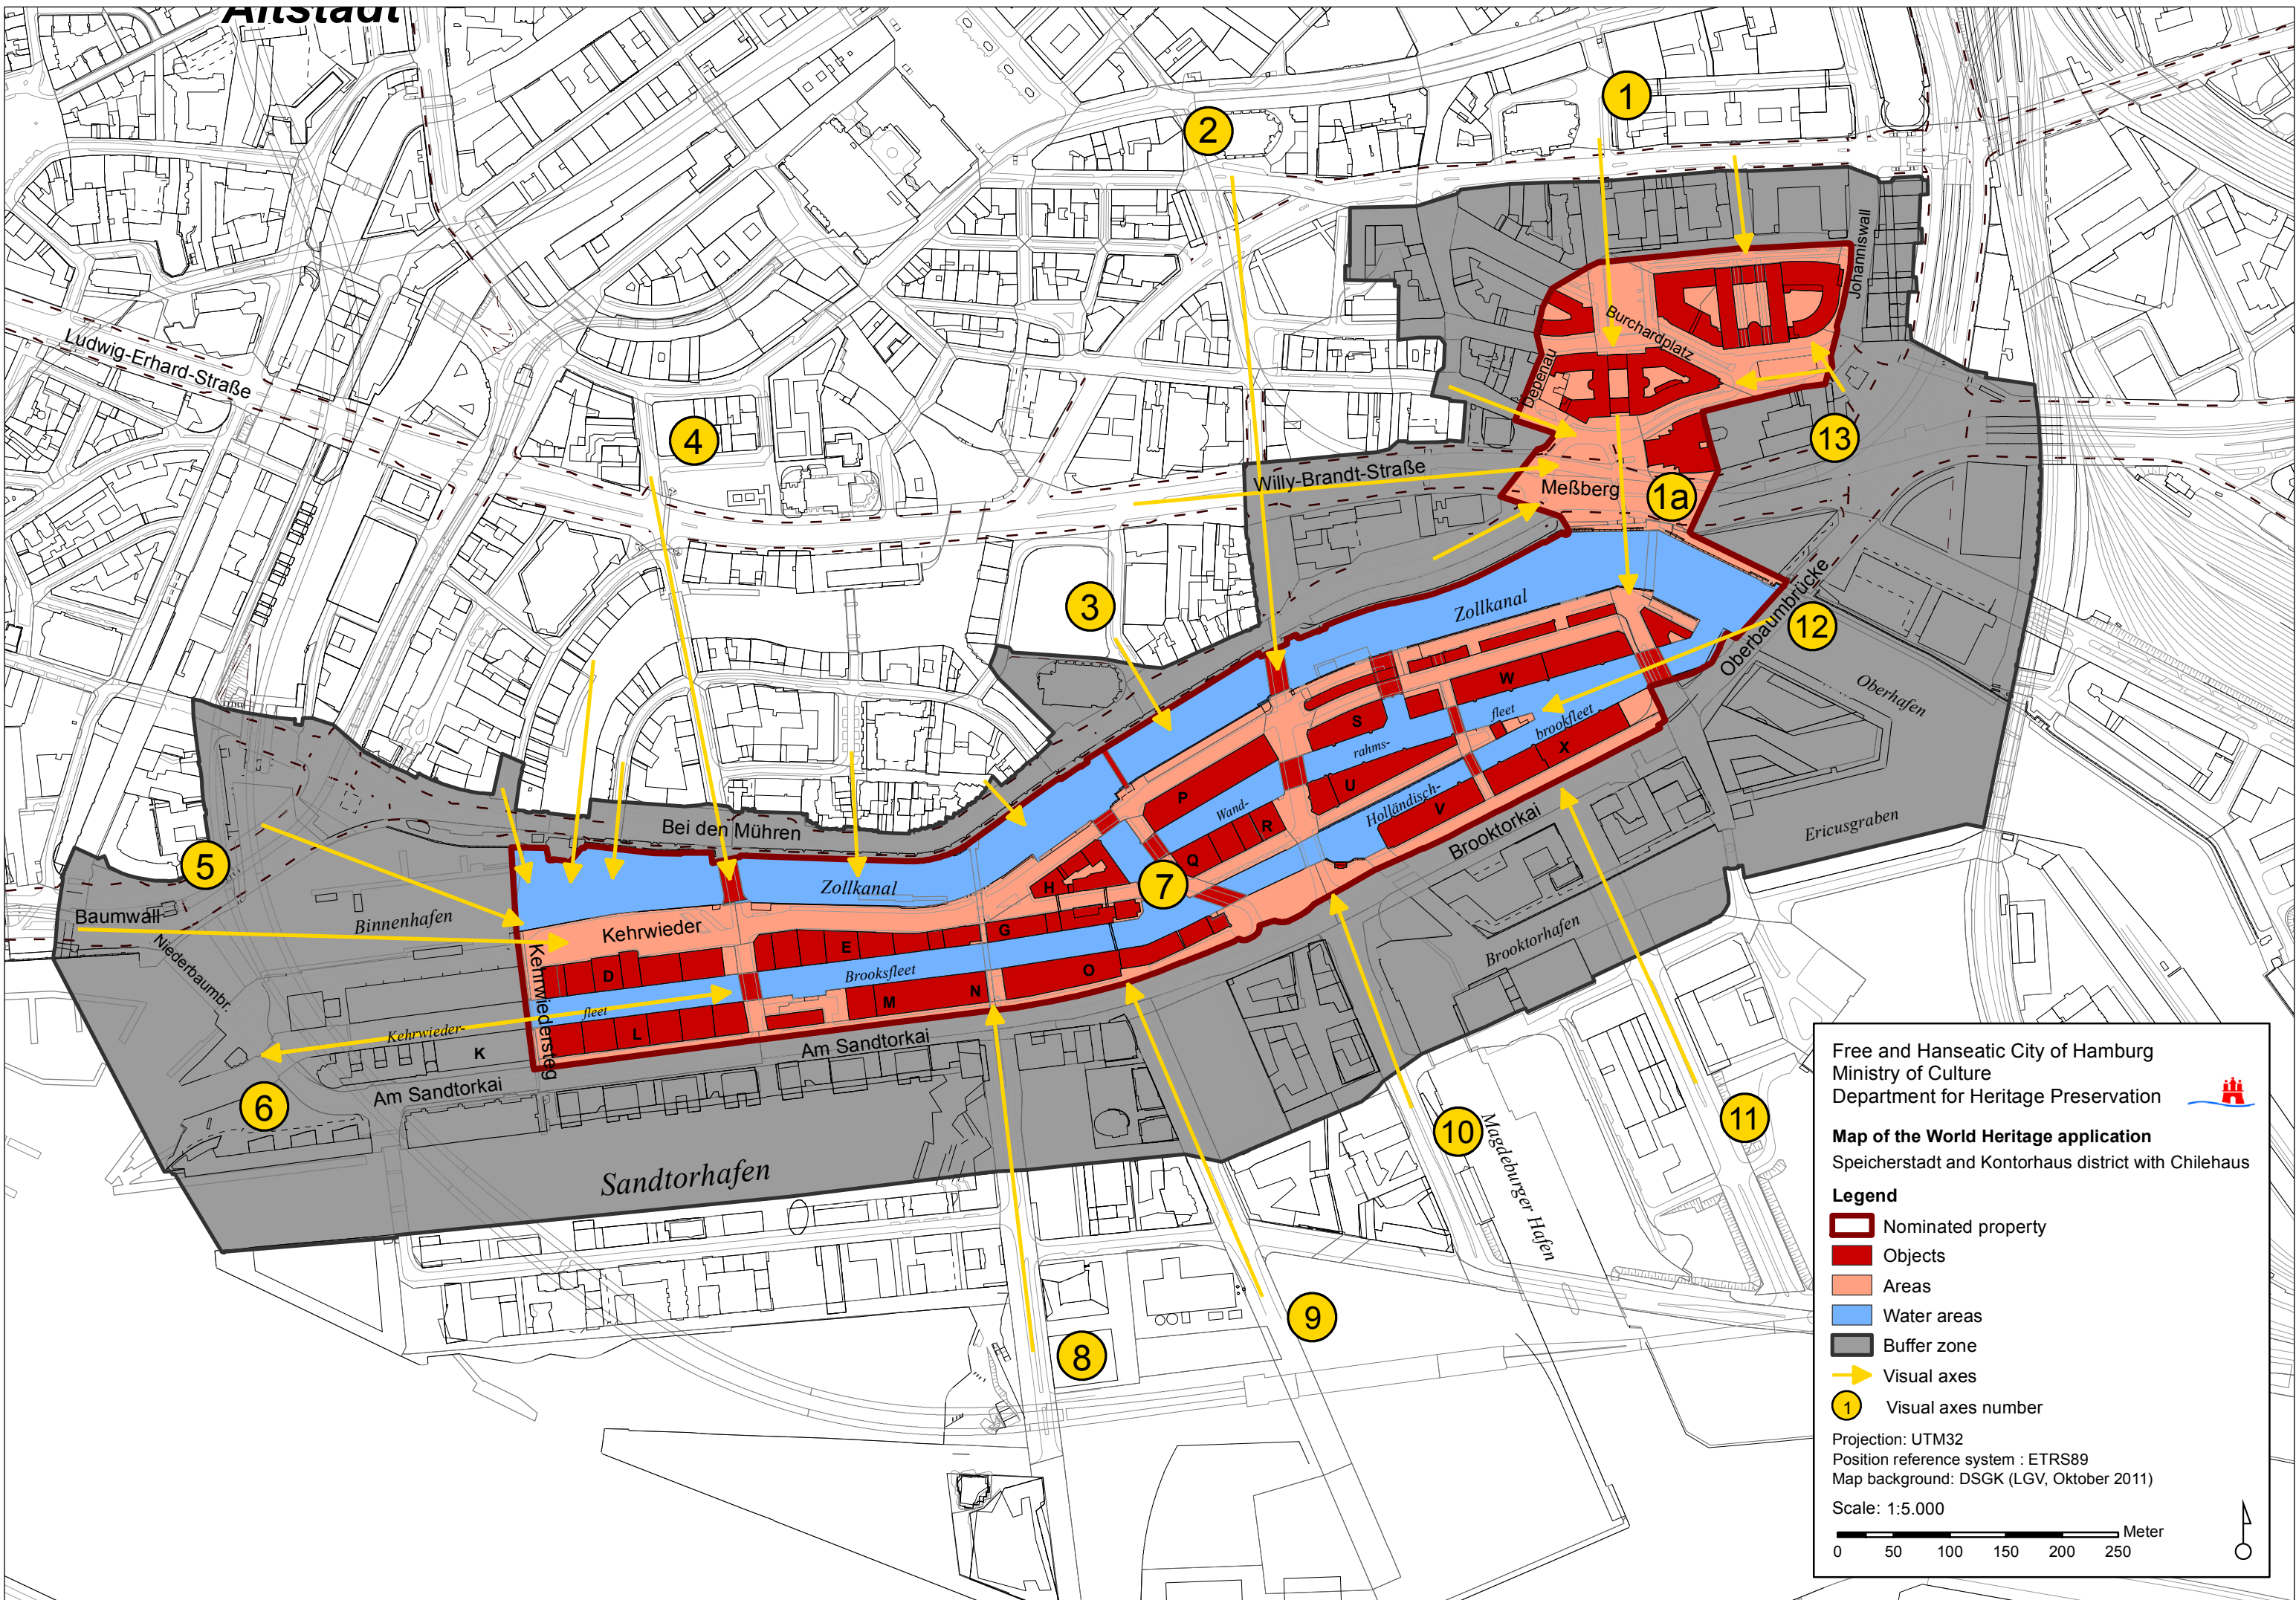 Altstadt
1
2
Ludwig-Erhard-Straße
Johanniswall
Burchardplatz
Depenau
4
13
Willy-Brandt-Straße
Meßberg
1a
3
Zollkanal
12
Oberbaumbrücke
Oberhafen
W
S
fleet
brookfleet
rahms-
X
U
P
Wand-
Holländisch-
V
R
Bei den Mühren
Brooktorkai
Ericusgraben
5
Q
7
Zollkanal
H
Baumwall
Binnenhafen
Kehrwieder
G
E
Niederbaumbr.
Brooktorhafen
D
Brooksfleet
O
N
M
Kehrwiedersteg
fleet
Kehrwieder-
L
K
Am Sandtorkai
Am Sandtorkai
6
Sandtorhafen
10
11
Magdeburger Hafen
9
8
Free and Hanseatic City of Hamburg
Ministry of Culture
Department for Heritage Preservation
Map of the World Heritage application
Speicherstadt and Kontorhaus district with Chilehaus
Legend
Nominated property
Objects
Areas
Water areas
Buffer zone
Visual axes
1 Visual axes number
Projection: UTM32
Position reference system : ETRS89
Map background: DSGK (LGV, Oktober 2011)
Scale: 1:5.000
Meter
0 50 100 150 200 250